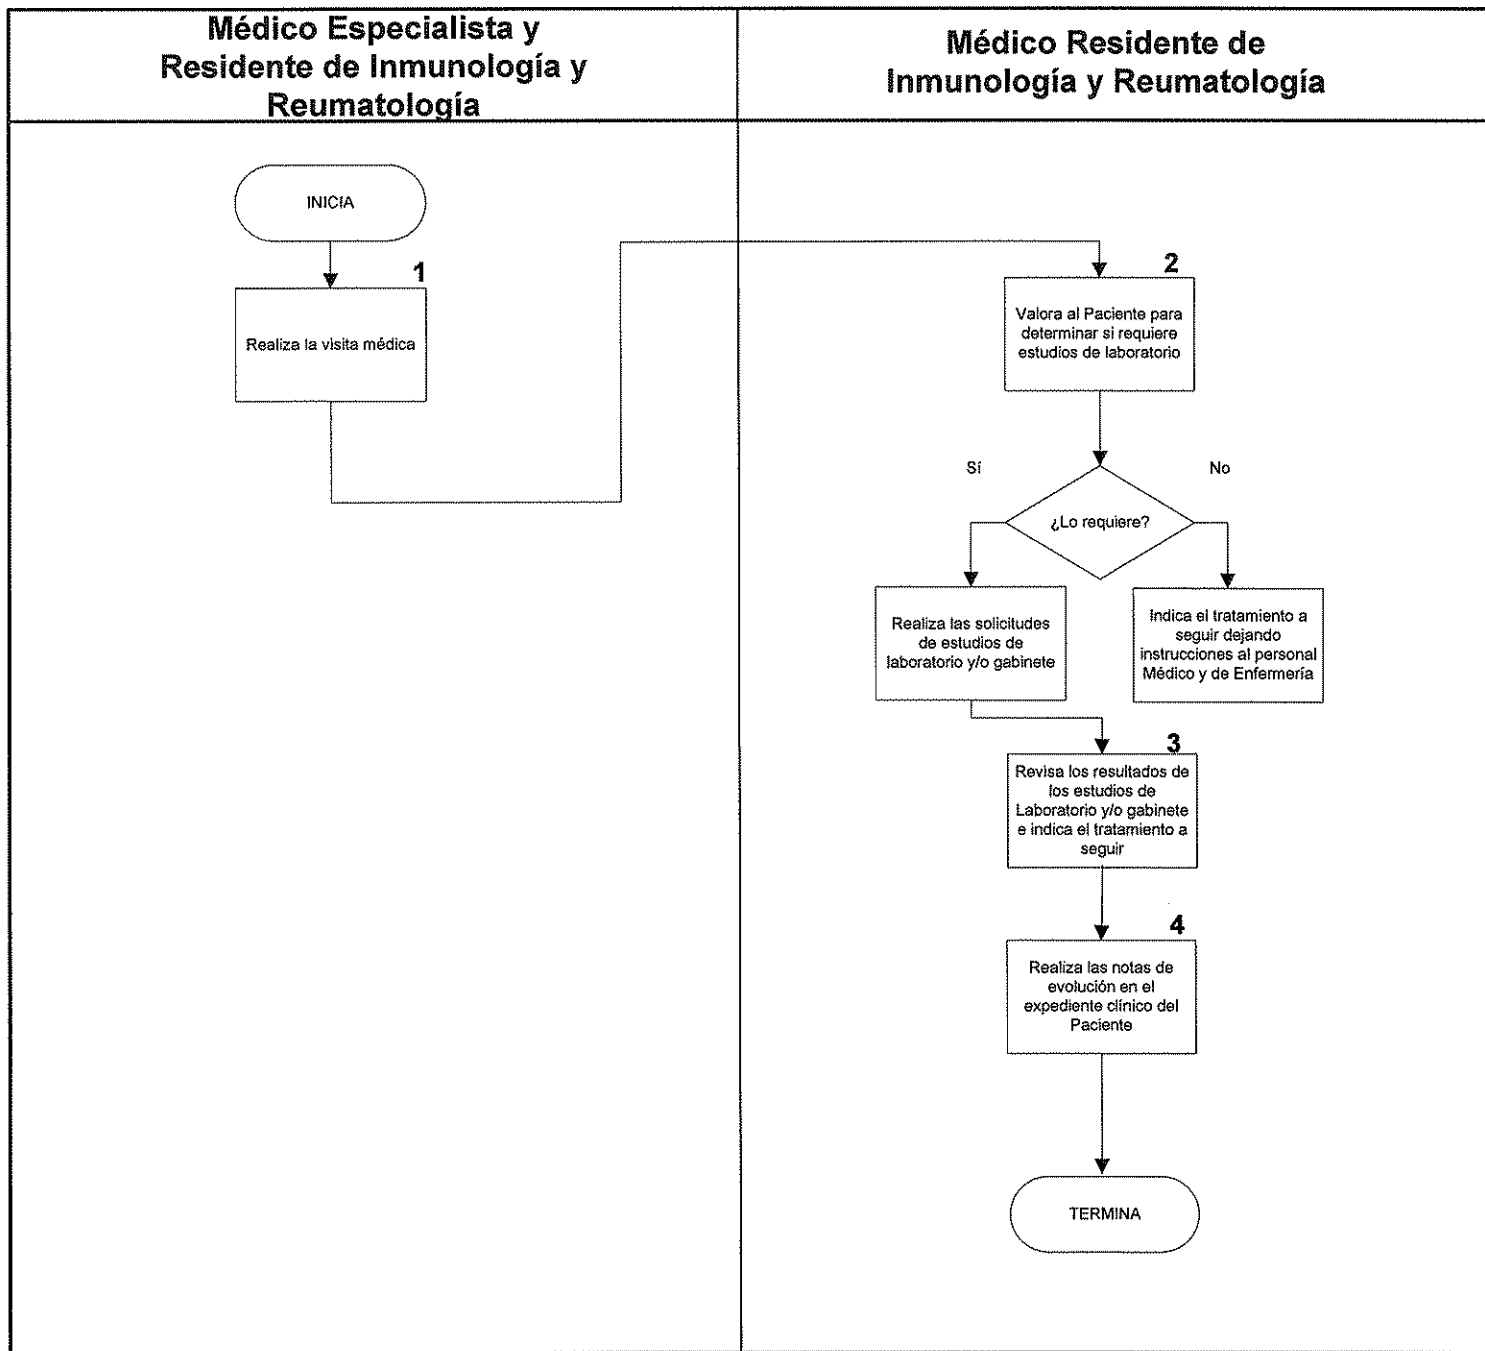 Médico Especialista y
Residente de Inmunología y
Reumatología
Médico Residente de
Inmunología y Reumatología
INICIA
1
Realiza la visita médica
2
Valora al Paciente para
determinar si requiere
estudios de laboratorio
Sí
No
¿Lo requiere?
Realiza las solicitudes
de estudios de
laboratorio y/o gabinete
Indica el tratamiento a
seguir dejando
instrucciones al personal
Médico y de Enfermería
3
Revisa los resultados de
los estudios de
Laboratorio y/o gabinete
e indica el tratamiento a
seguir
4
Realiza las notas de
evolución en el
expediente clínico del
Paciente
TERMINA